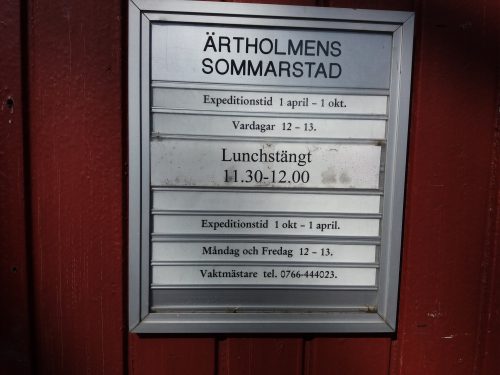 ÄRTHOLMENS
SOMMARSTAD
Expeditionstid 1 april – 1 okt.
Vardagar 12 – 13.
Lunchstängt
11.30-12.00
Expeditionstid 1 okt – 1 april.
Måndag och Fredag 12 – 13.
Vaktmästare tel. 0766-444023.